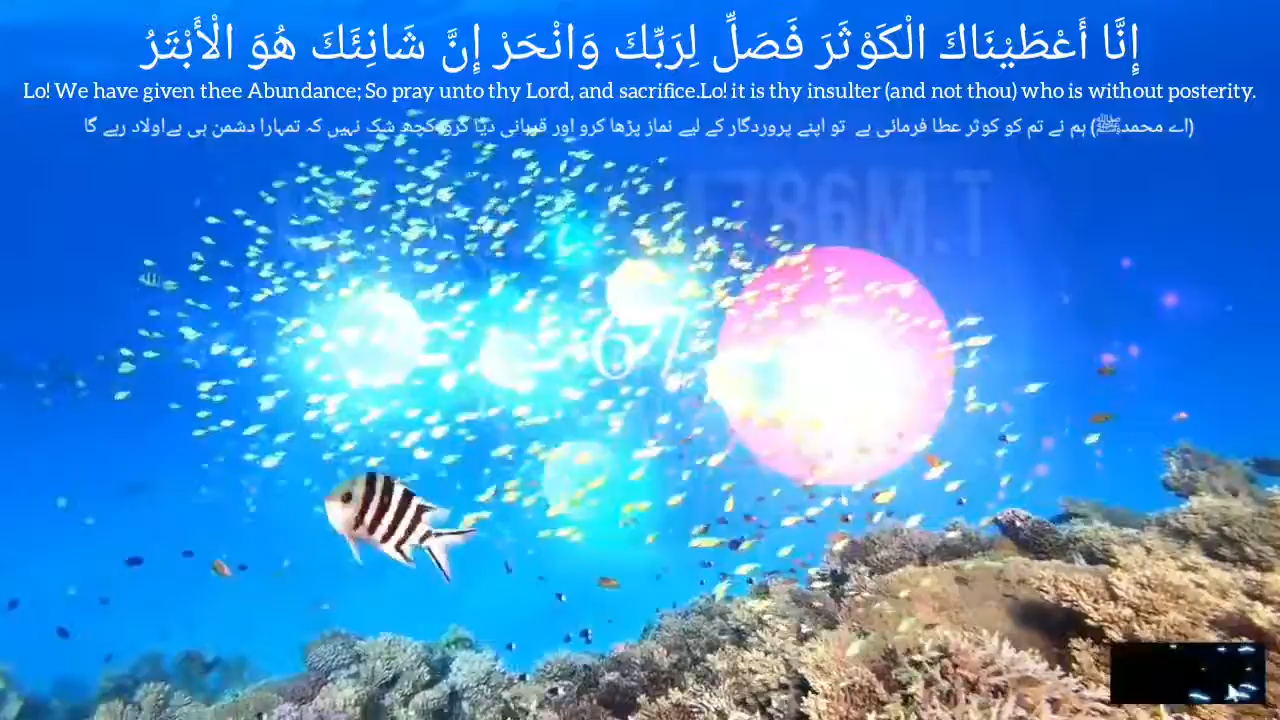 إِنَّا أَعْطَيْنَاكَ الْكَوْثَرَ فَصَلِّ لِرَبِّكَ وَانْحَرْ إِنَّ شَانِئَكَ هُوَ الْأَبْتَرُ
Lo! We have given thee Abundance; So pray unto thy Lord, and sacrifice.Lo! it is thy insulter (and not thou) who is without posterity.
(اے محمدﷺ) ہم نے تم کو کوثر عطا فرمائی ہے تو اپنے پروردگار کے لیے نماز پڑھا کرو اور قربانی دیا کرو کچھ شک نہیں کہ تمہارا دشمن ہی بےاولاد رہے گا
786M.T
67